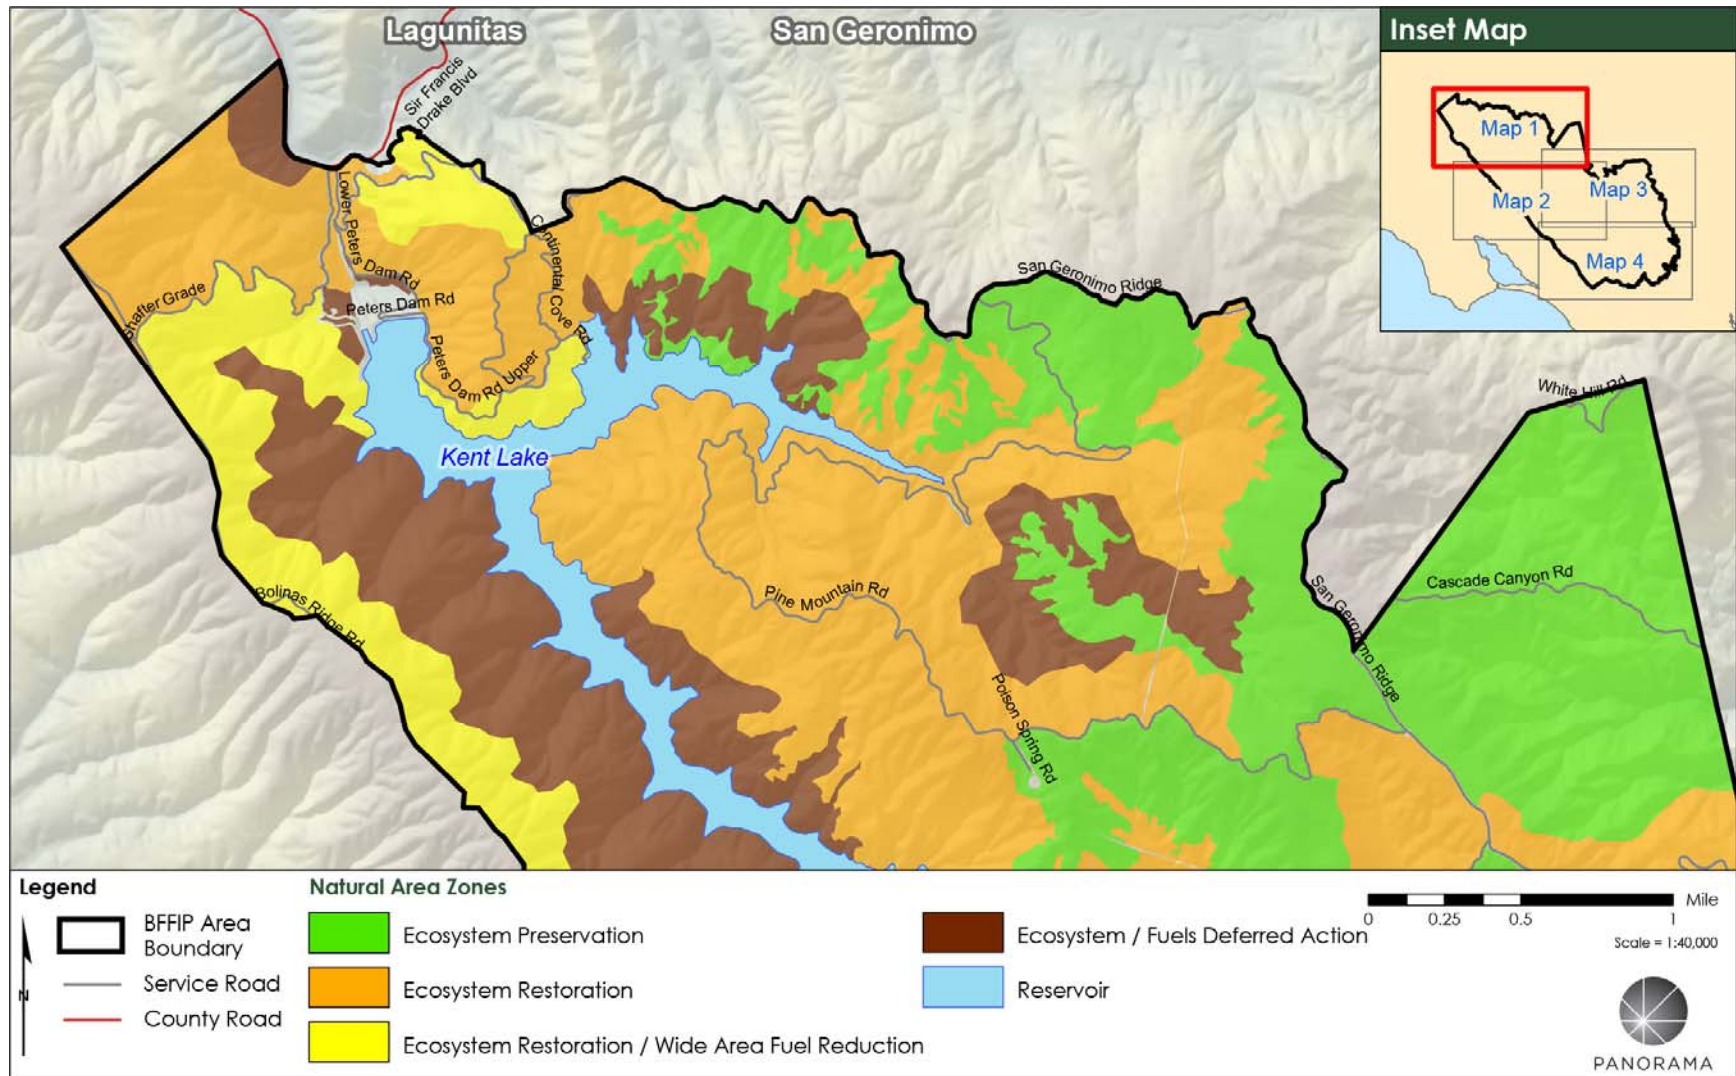 Lagunitas
San Geronimo
Sir Francis
Drake Blvd
Lower Peters
Dam Rd
Peters Dam Rd
Shafter Grade
Continental Cove Rd
Peters Dam Rd Upper
Kent Lake
San Geronimo Ridge
White Hill Rd
Cascade Canyon Rd
San Geronimo Ridge
Pine Mountain Rd
Bolinas Ridge Rd
Poison Spring Rd
Inset Map
Map 1
Map 3
Map 2
Map 4
Legend
BFFIP Area
Boundary
Service Road
County Road
N
Natural Area Zones
Ecosystem Preservation
Ecosystem Restoration
Ecosystem Restoration / Wide Area Fuel Reduction
Ecosystem / Fuels Deferred Action
Reservoir
Mile
0 0.25 0.5 1
Scale = 1:40,000
PANORAMA